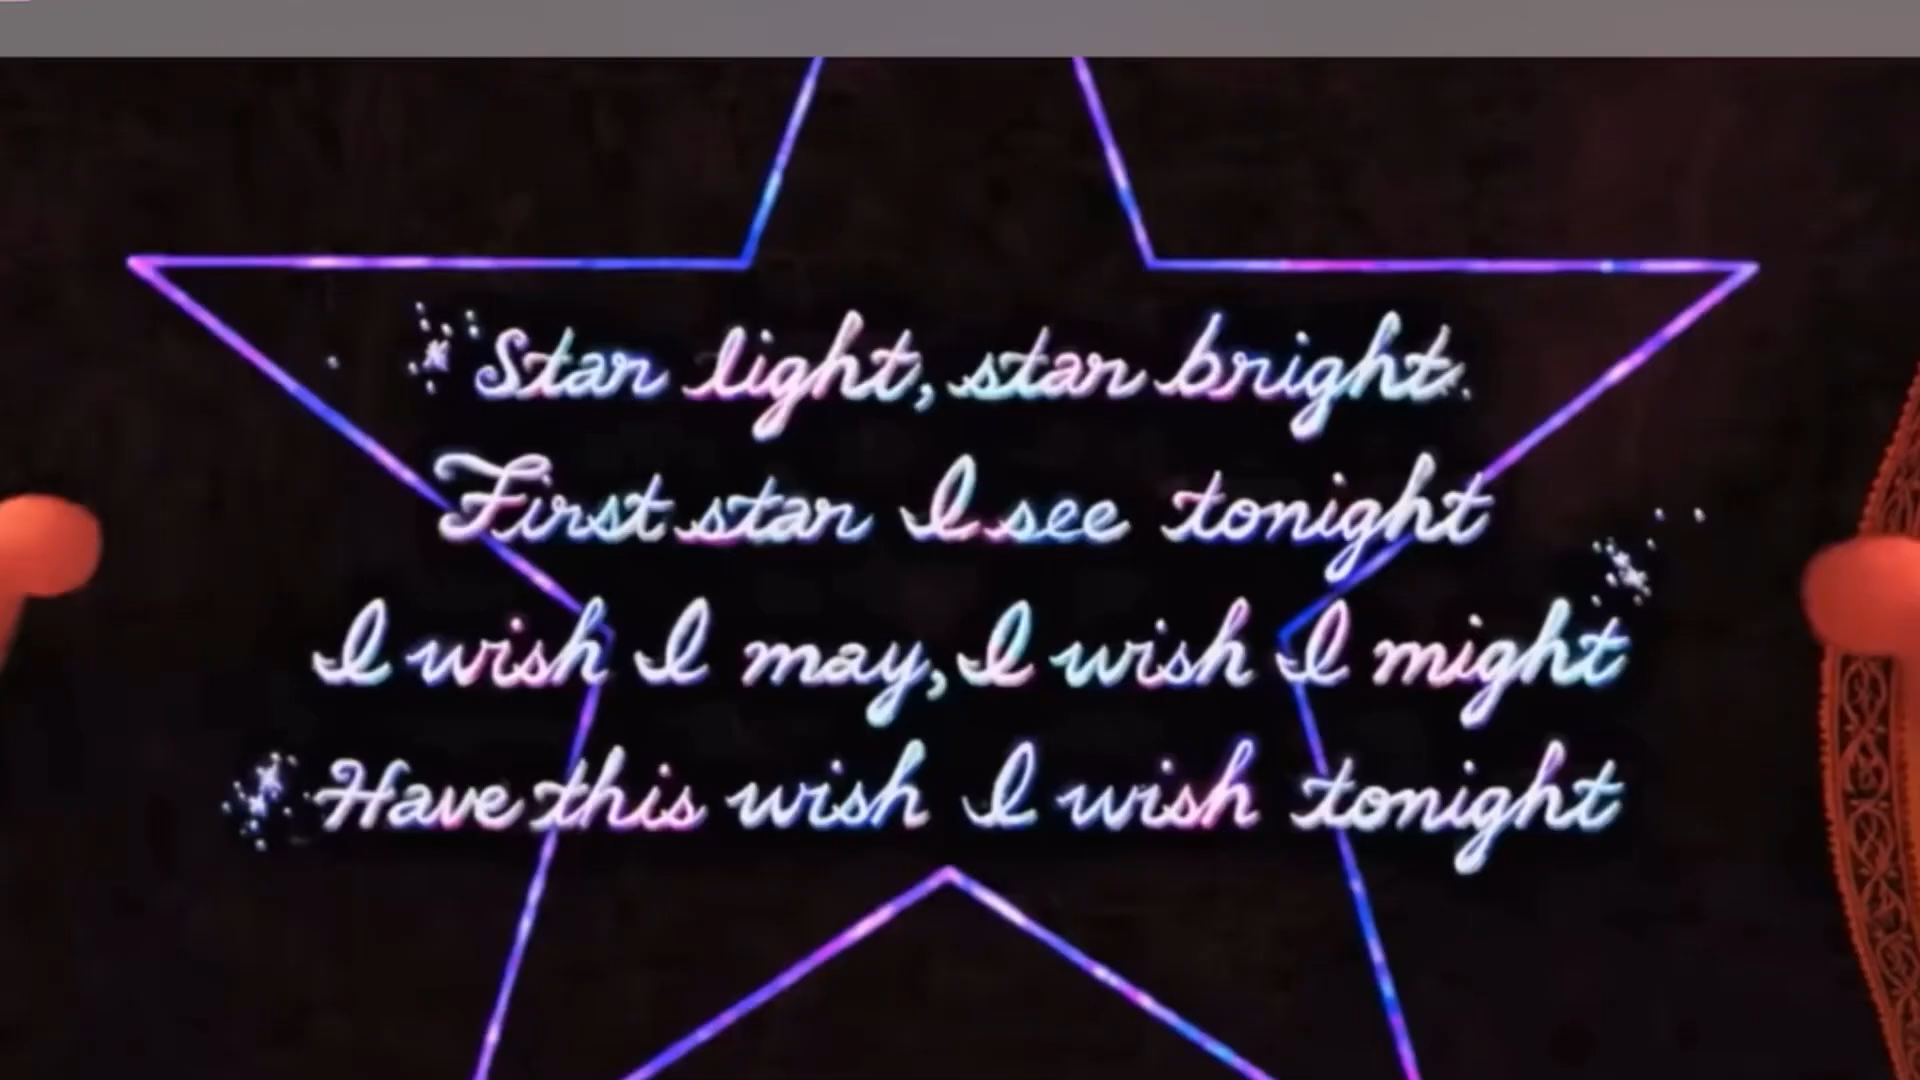 Star light, star bright.
First star I see tonight
I wish I may, I wish I might
Have this wish I wish tonight